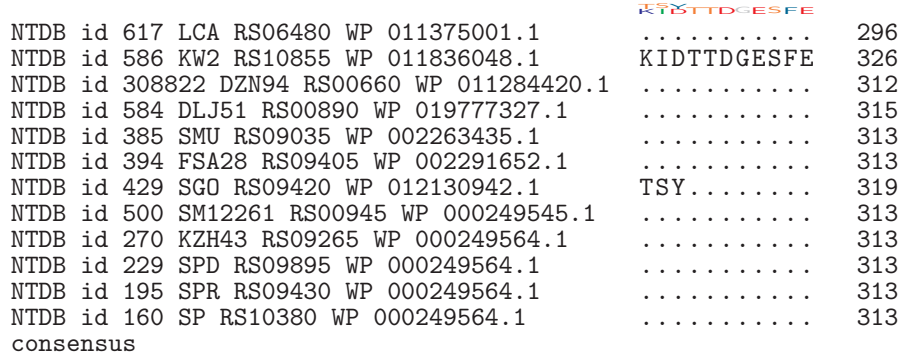 TSY
KIDTTDGESFE
NTDB id 617 LCA RS06480 WP 011375001.1 ........... 296
NTDB id 586 KW2 RS10855 WP 011836048.1 KIDTTDGESFE 326
NTDB id 308822 DZN94 RS00660 WP 011284420.1 ........... 312
NTDB id 584 DLJ51 RS00890 WP 019777327.1 ........... 315
NTDB id 385 SMU RS09035 WP 002263435.1 ........... 313
NTDB id 394 FSA28 RS09405 WP 002291652.1 ........... 313
NTDB id 429 SGO RS09420 WP 012130942.1 TSY........ 319
NTDB id 500 SM12261 RS00945 WP 000249545.1 ........... 313
NTDB id 270 KZH43 RS09265 WP 000249564.1 ........... 313
NTDB id 229 SPD RS09895 WP 000249564.1 ........... 313
NTDB id 195 SPR RS09430 WP 000249564.1 ........... 313
NTDB id 160 SP RS10380 WP 000249564.1 ........... 313
consensus